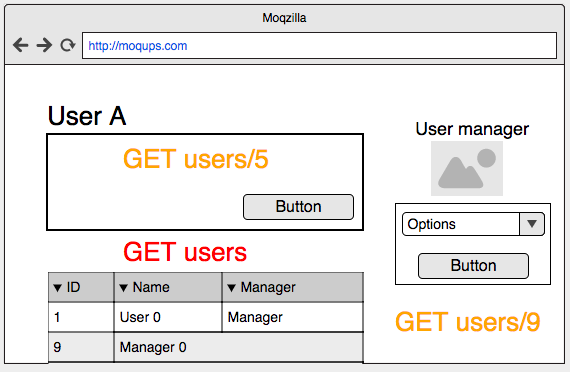 Moqzilla
http://moqups.com
User A
GET users/5
Button
GET users
ID Name Manager
1 User 0 Manager
9 Manager 0
User manager
Options
Button
GET users/9